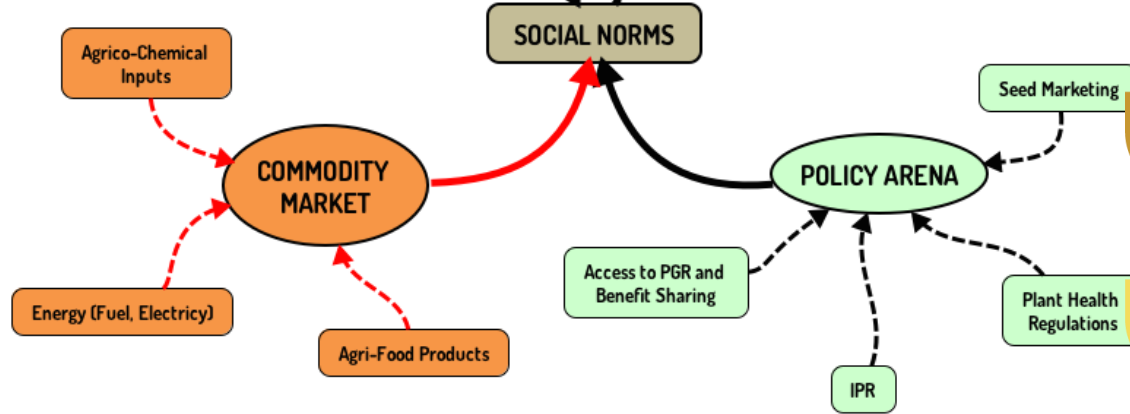 SOCIAL NORMS
Agrico-Chemical
Inputs
Seed Marketing
COMMODITY
MARKET
POLICY ARENA
Access to PGR and
Benefit Sharing
Plant Health
Regulations
Energy (Fuel, Electricy)
Agri-Food Products
IPR